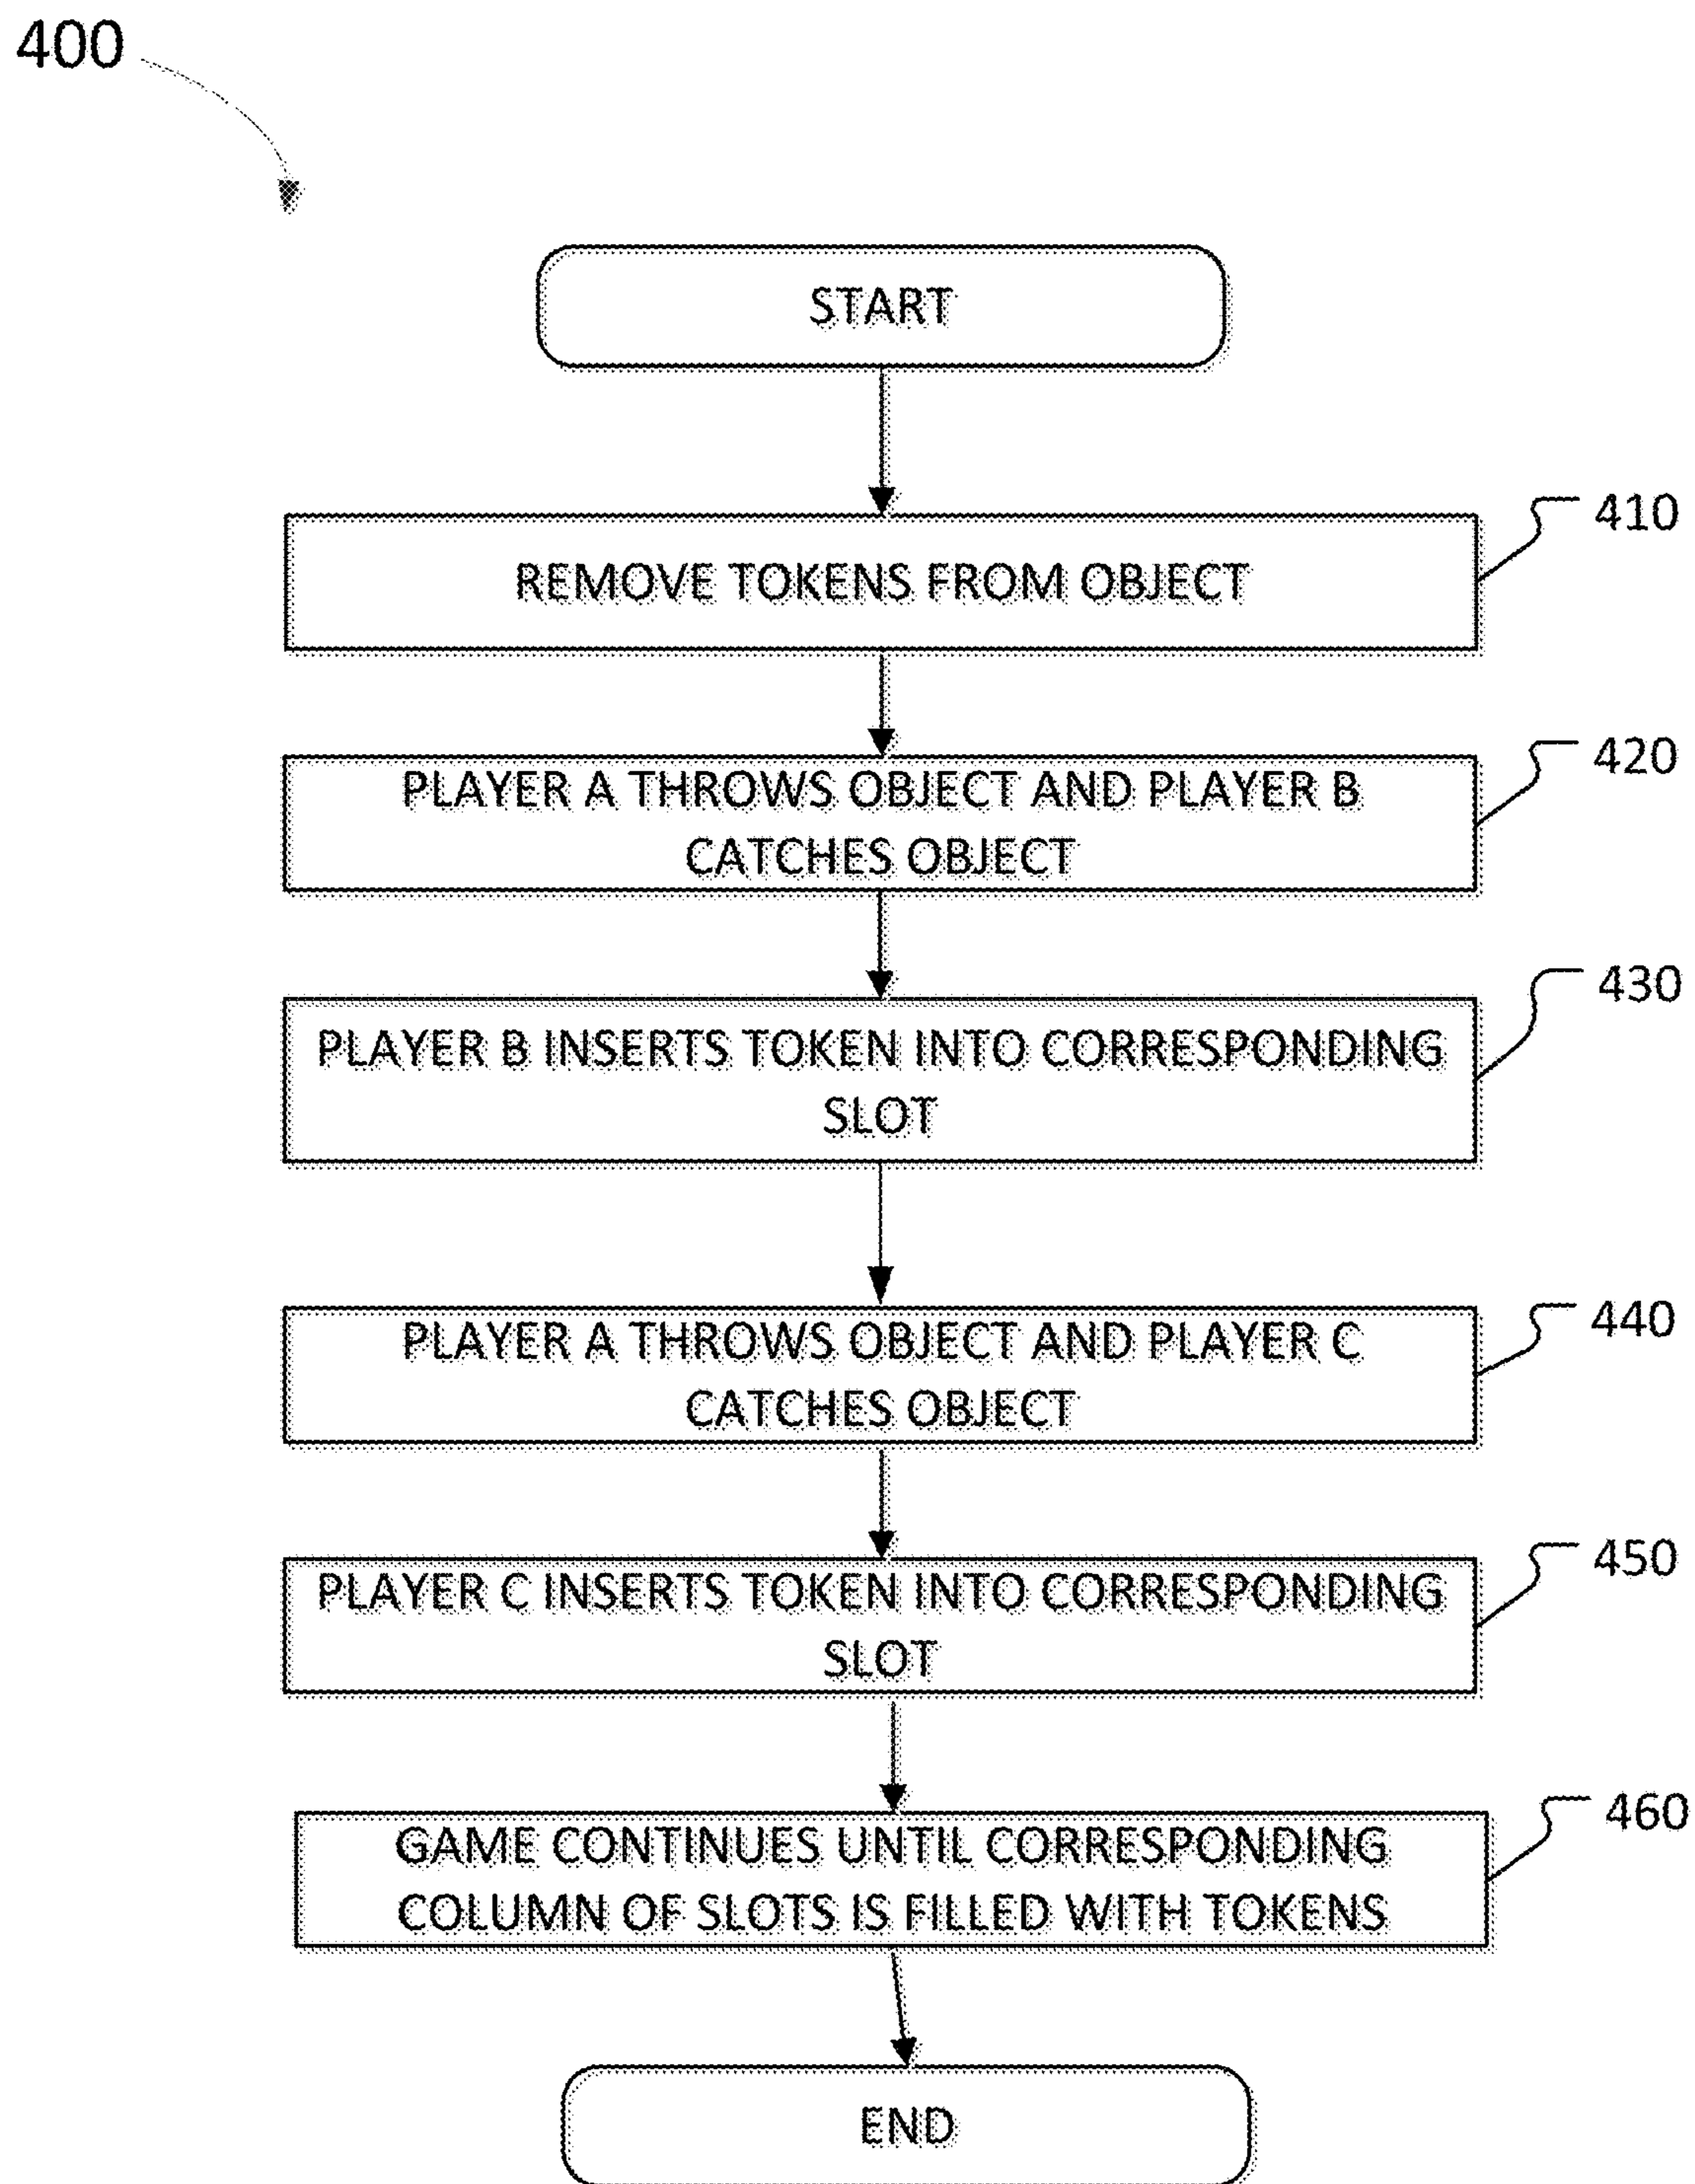 400
START
410
REMOVE TOKENS FROM OBJECT
420
PLAYER A THROWS OBJECT AND PLAYER B
CATCHES OBJECT
430
PLAYER B INSERTS TOKEN INTO CORRESPONDING
SLOT
440
PLAYER A THROWS OBJECT AND PLAYER C
CATCHES OBJECT
450
PLAYER C INSERTS TOKEN INTO CORRESPONDING
SLOT
460
GAME CONTINUES UNTIL CORRESPONDING
COLUMN OF SLOTS IS FILLED WITH TOKENS
END